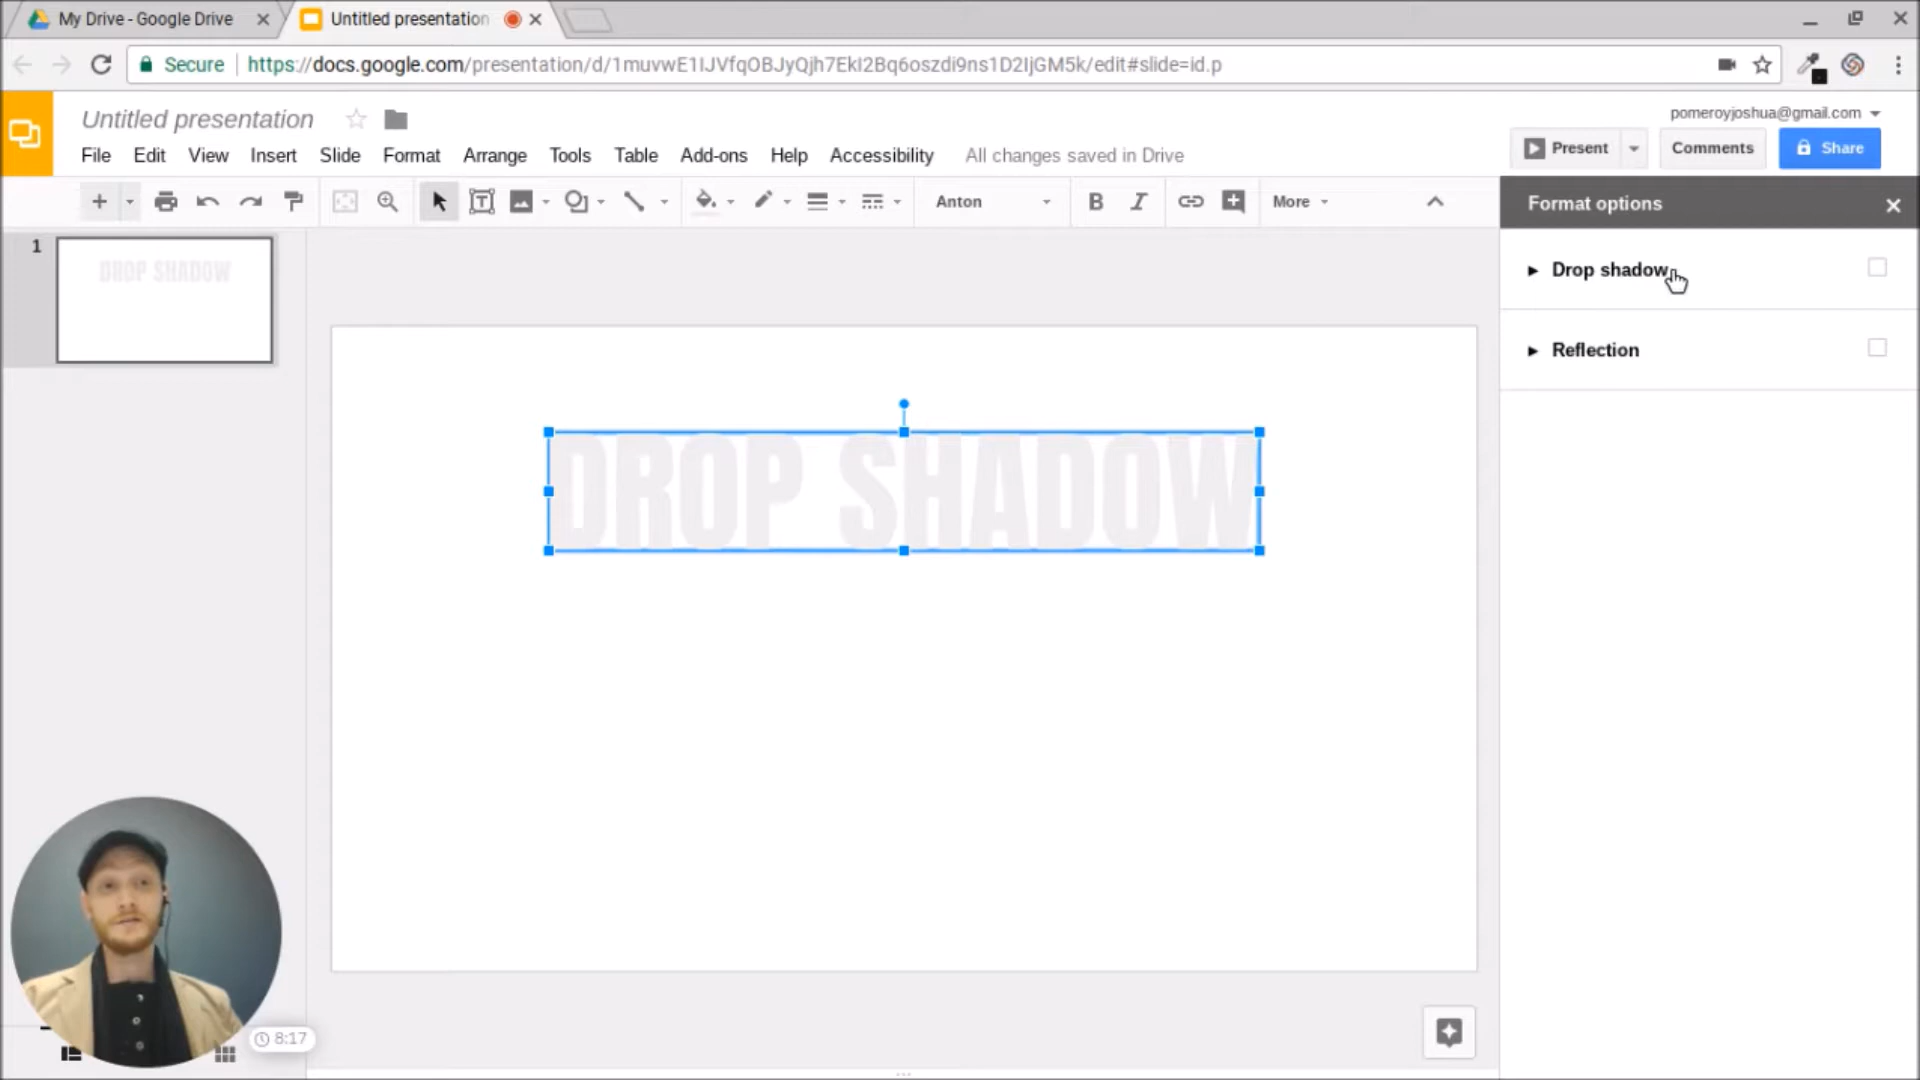 My Drive - Google Drive
Untitled presentation
Secure
https://docs.google.com/presentation/d/1muvwE1IJVfqOBJyQjh7EkI2Bq6oszdi9ns1D2IjGM5k/edit#slide=id.p
Untitled presentation
pomeroyjoshua@gmail.com
File Edit View Insert Slide Format Arrange Tools Table Add-ons Help Accessibility All changes saved in Drive
Present
Comments
Share
Anton
B I
More
Format options
1
DROP SHADOW
Drop shadow
Reflection
DROP SHADOW
8:17